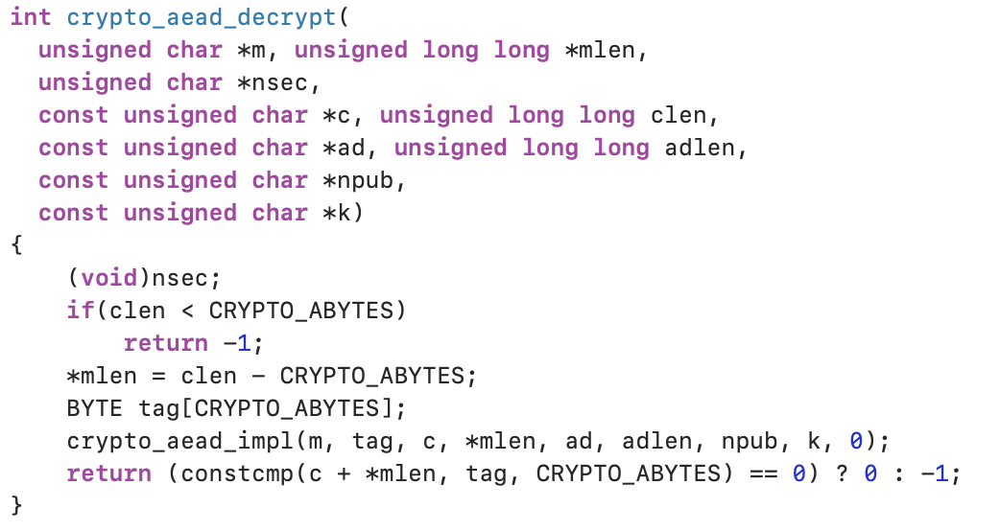 int crypto_aead_decrypt(
  unsigned char *m, unsigned long long *mlen,
  unsigned char *nsec,
  const unsigned char *c, unsigned long long clen,
  const unsigned char *ad, unsigned long long adlen,
  const unsigned char *npub,
  const unsigned char *k)
{
    (void)nsec;
    if(clen < CRYPTO_ABYTES)
        return -1;
    *mlen = clen - CRYPTO_ABYTES;
    BYTE tag[CRYPTO_ABYTES];
    crypto_aead_impl(m, tag, c, *mlen, ad, adlen, npub, k, 0);
    return (constcmp(c + *mlen, tag, CRYPTO_ABYTES) == 0) ? 0 : -1;
}